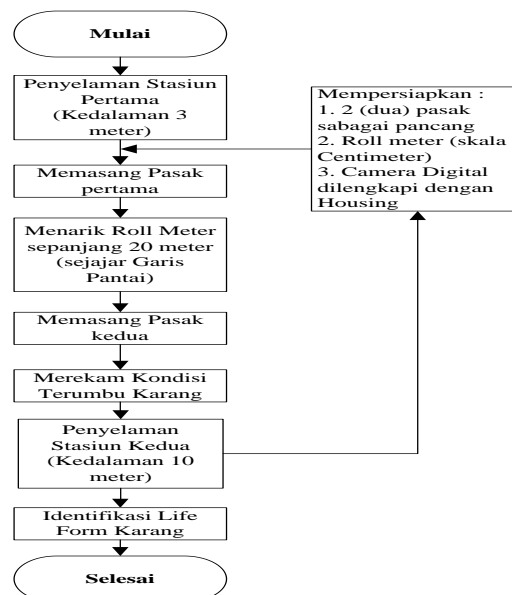 Mulai
Penyelaman Stasiun
Pertama
(Kedalaman 3
meter)
Mempersiapkan :
1. 2 (dua) pasak
sabagai pancang
2. Roll meter (skala
Centimeter)
3. Camera Digital
dilengkapi dengan
Housing
Memasang Pasak
pertama
Menarik Roll Meter
sepanjang 20 meter
(sejajar Garis
Pantai)
Memasang Pasak
kedua
Merekam Kondisi
Terumbu Karang
Penyelaman
Stasiun Kedua
(Kedalaman 10
meter)
Identifikasi Life
Form Karang
Selesai